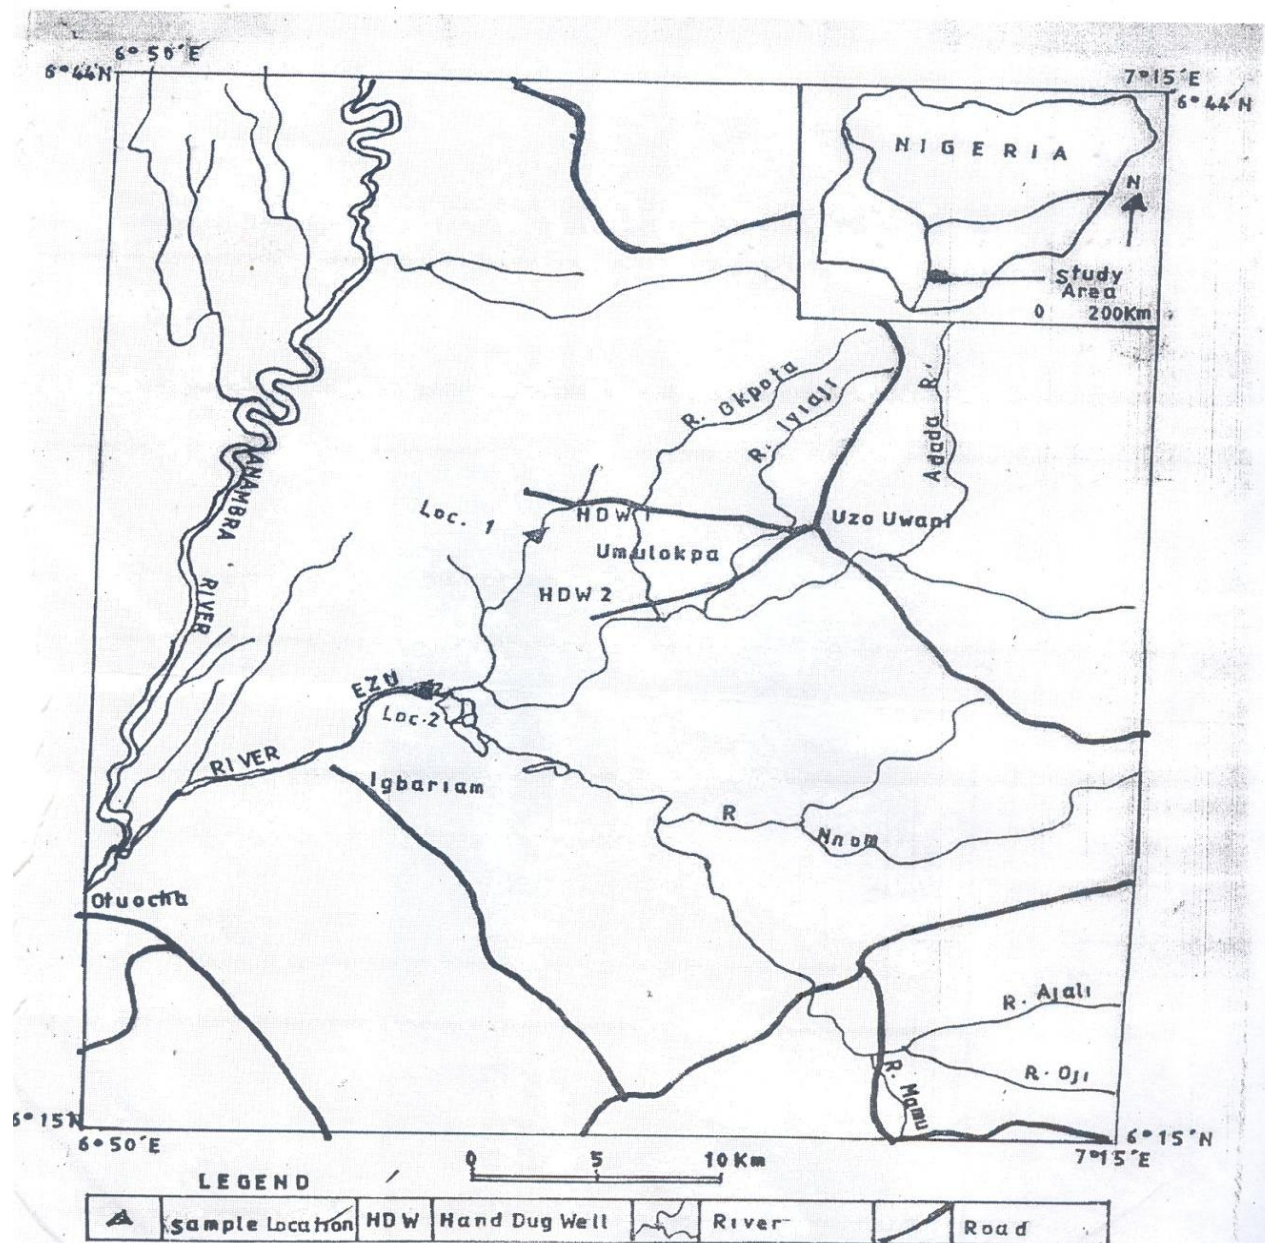 6° 50´E
6° 44´N
7° 15´E
6° 44´N
NIGERIA
N
Study
Area
0 200Km
R. Okpota
R. Iyiaji
Adada R.
ANAMBRA RIVER
Loc. 1
HDW 1
Uzo Uwani
Umulokpa
HDW 2
EZU
Loc. 2
RIVER
Igbariam
R
Nnom
Otuocha
R. Ajali
R. Oji
R. Mamu
6° 15´N
6° 50´E
6° 15´N
7° 15´E
0 5 10 Km
LEGEND
Sample Location HDW Hand Dug Well River Road